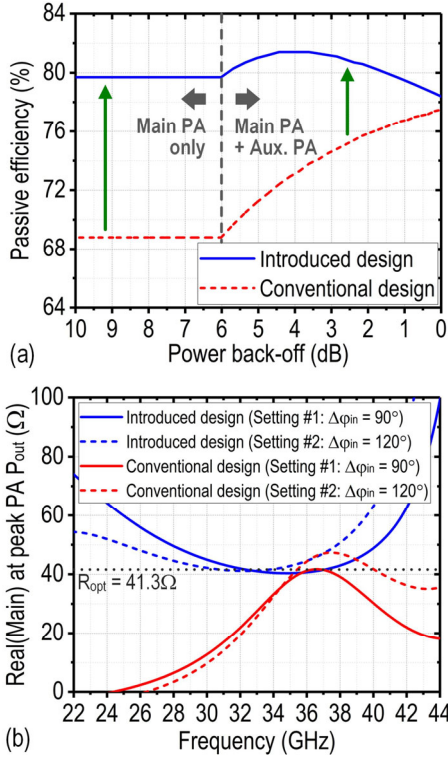 Passive efficiency (%)
84
80
76
72
68
64
Main PA
only
Main PA
+ Aux. PA
Introduced design
Conventional design
10 9 8 7 6 5 4 3 2 1 0
Power back-off (dB)
(a)
Real(Main) at peak PA Pout (Ω)
100
80
60
40
20
0
Introduced design (Setting #1: Δφin = 90°)
Introduced design (Setting #2: Δφin = 120°)
Conventional design (Setting #1: Δφin = 90°)
Conventional design (Setting #2: Δφin = 120°)
Ropt = 41.3Ω
22 24 26 28 30 32 34 36 38 40 42 44
Frequency (GHz)
(b)